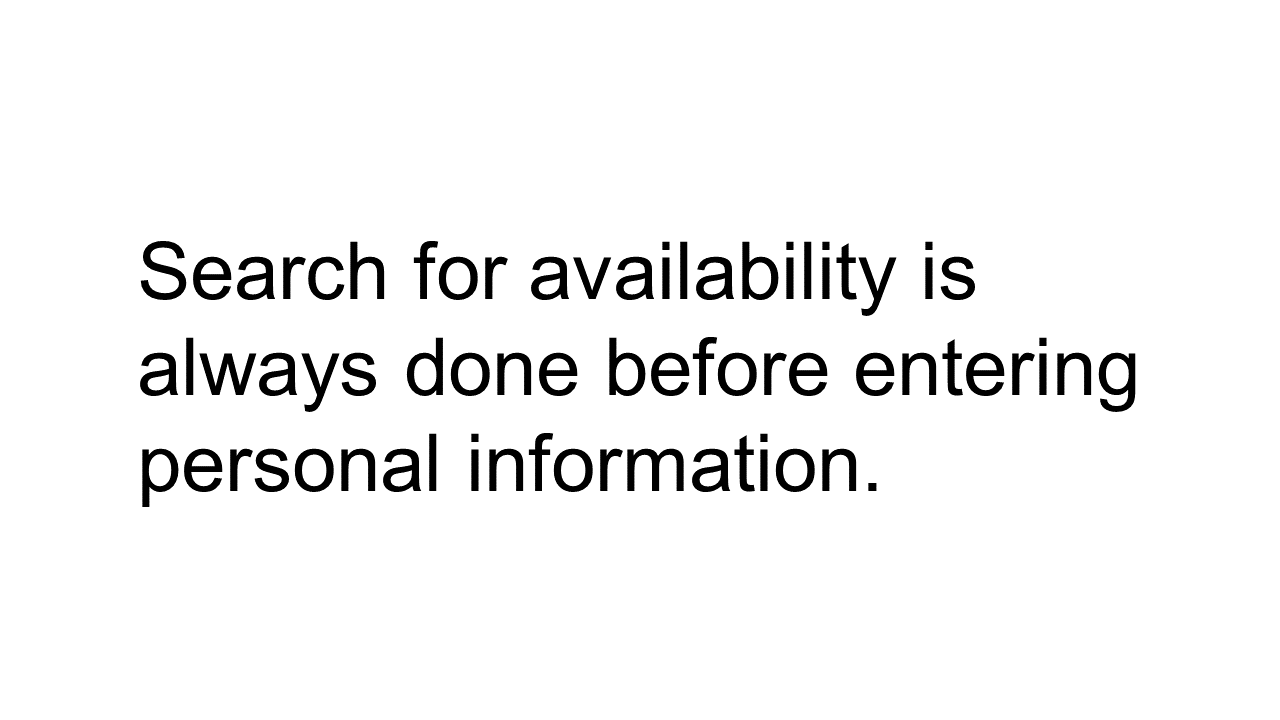 Search for availability is
always done before entering
personal information.